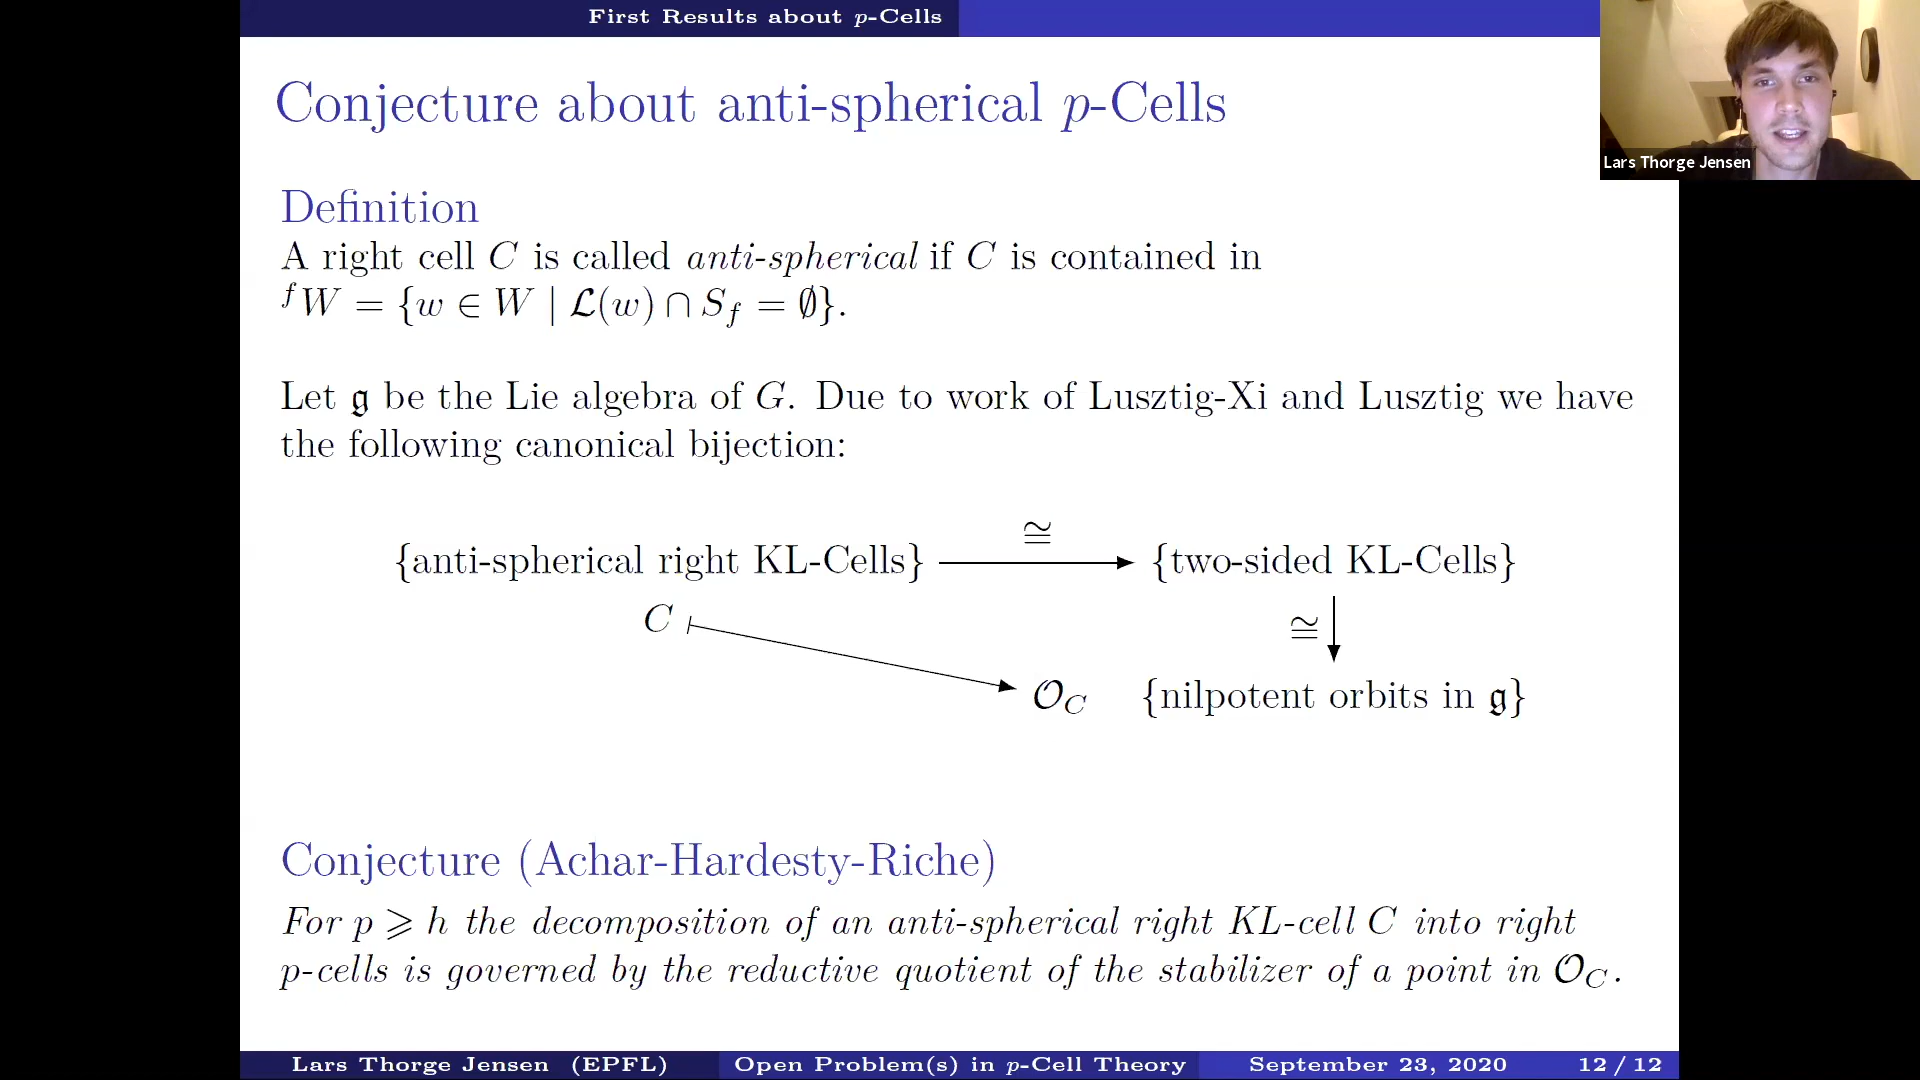 First Results about p-Cells
Conjecture about anti-spherical p-Cells
Lars Thorge Jensen
Definition
A right cell C is called anti-spherical if C is contained in
ᶠW = {w ∈ W | ℒ(w) ∩ S_f = ∅}.
Let 𝔤 be the Lie algebra of G. Due to work of Lusztig-Xi and Lusztig we have
the following canonical bijection:
≅
{anti-spherical right KL-Cells} ⟶ {two-sided KL-Cells}
C
≅
𝒪_C {nilpotent orbits in 𝔤}
Conjecture (Achar-Hardesty-Riche)
For p ⩾ h the decomposition of an anti-spherical right KL-cell C into right
p-cells is governed by the reductive quotient of the stabilizer of a point in 𝒪_C.
Lars Thorge Jensen (EPFL) Open Problem(s) in p-Cell Theory September 23, 2020 12 / 12